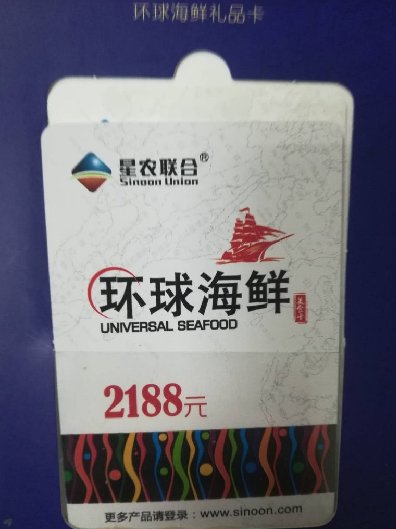 环球海鲜礼品卡
星农联合®
Sinoon Union
环球海鲜
UNIVERSAL SEAFOOD
2188元
更多产品请登录：www.sinoon.com